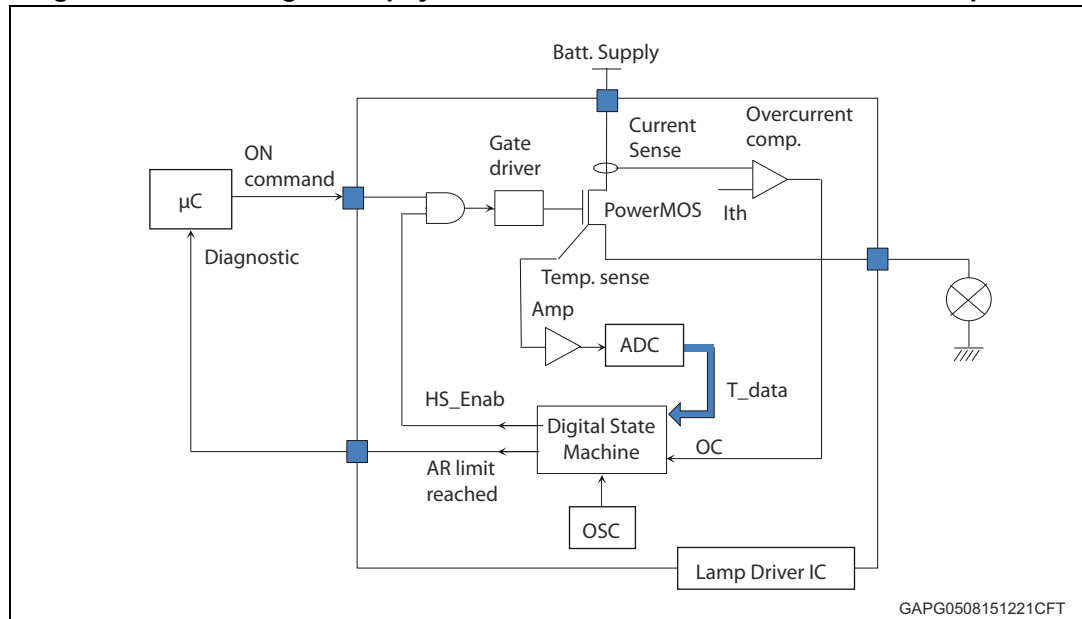 Batt. Supply
Current
Sense
Overcurrent
comp.
Gate
driver
ON
command
µC
Ith
PowerMOS
Diagnostic
Temp. sense
Amp
ADC
T_data
HS_Enab
Digital State
Machine
OC
AR limit
reached
OSC
Lamp Driver IC
GAPG0508151221CFT